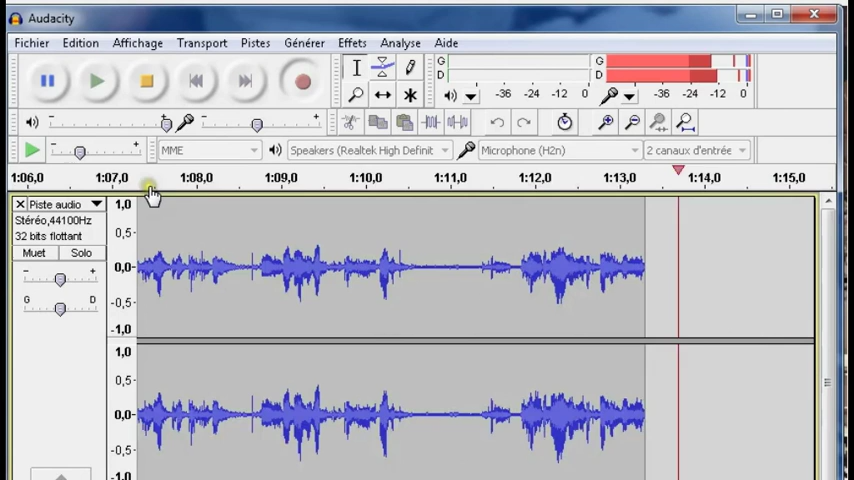 Audacity
Fichier Edition Affichage Transport Pistes Générer Effets Analyse Aide
G
D
-36 -24 -12 0
G
D
-36 -24 -12 0
MME Speakers (Realtek High Definit Microphone (H2n) 2 canaux d'entrée
1:06,0 1:07,0 1:08,0 1:09,0 1:10,0 1:11,0 1:12,0 1:13,0 1:14,0 1:15,0
Piste audio
Stéréo,44100Hz
32 bits flottant
Muet Solo
- +
G D
1,0
0,5
0,0
-0,5
-1,0
1,0
0,5
0,0
-0,5
-1,0